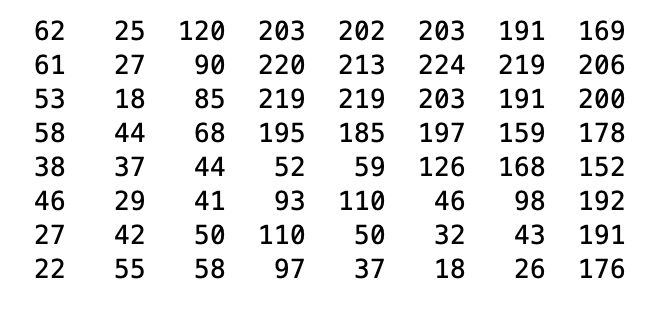 62 25 120 203 202 203 191 169
61 27 90 220 213 224 219 206
53 18 85 219 219 203 191 200
58 44 68 195 185 197 159 178
38 37 44 52 59 126 168 152
46 29 41 93 110 46 98 192
27 42 50 110 50 32 43 191
22 55 58 97 37 18 26 176